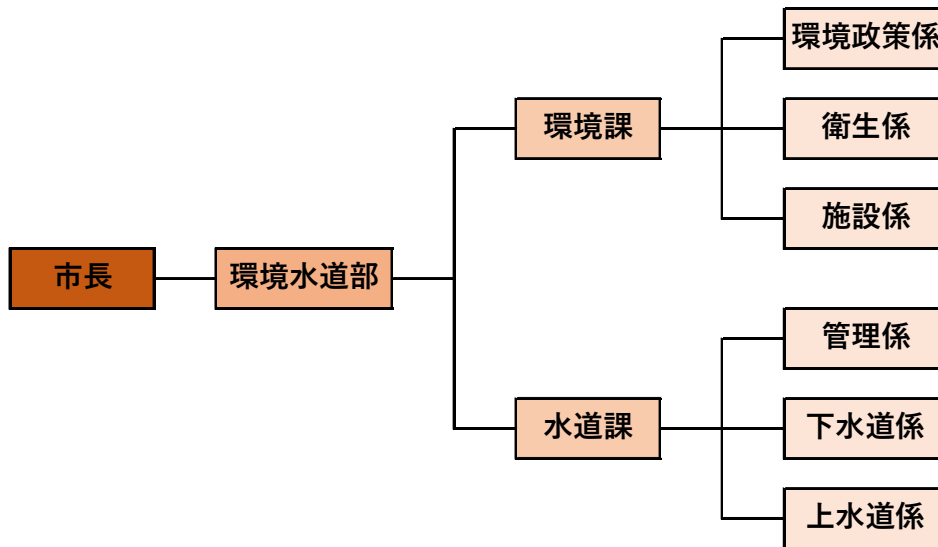 市長
環境水道部
環境課
環境政策係
衛生係
施設係
水道課
管理係
下水道係
上水道係